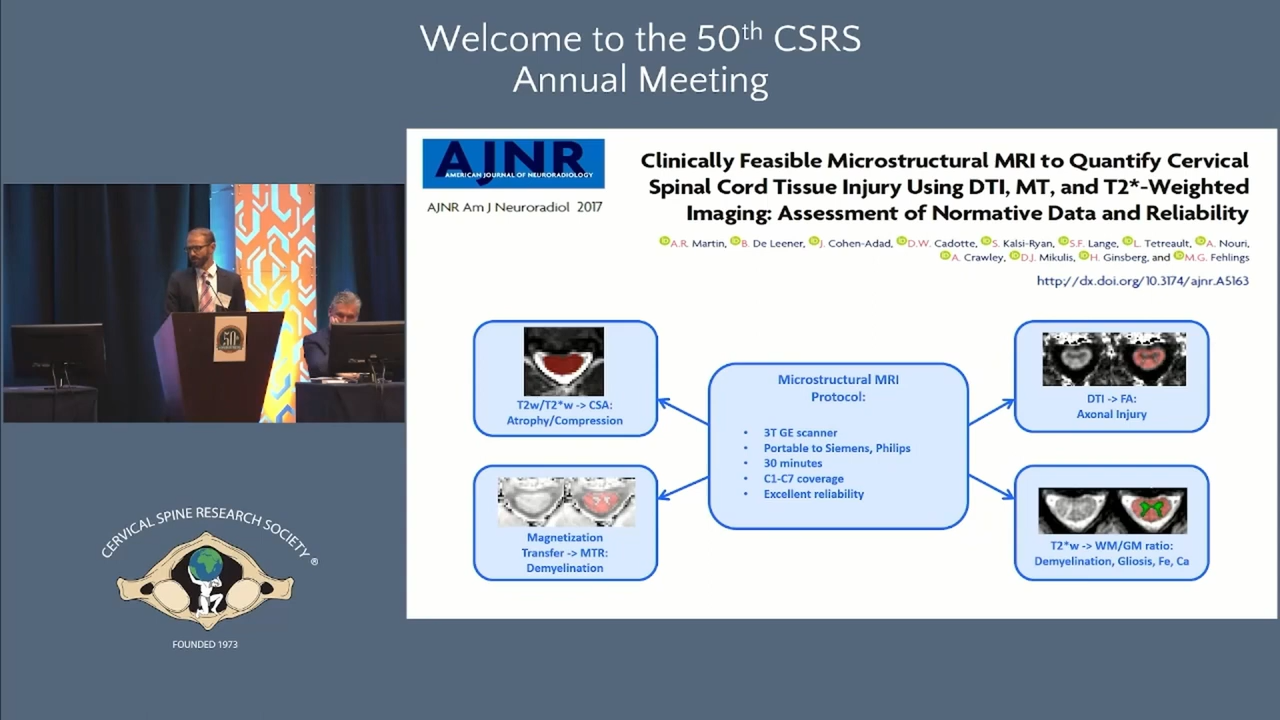 Welcome to the 50th CSRS
Annual Meeting
AJNR
AMERICAN JOURNAL OF NEURORADIOLOGY
AJNR Am J Neuroradiol 2017
Clinically Feasible Microstructural MRI to Quantify Cervical
Spinal Cord Tissue Injury Using DTI, MT, and T2*-Weighted
Imaging: Assessment of Normative Data and Reliability
A.R. Martin, B. De Leener, J. Cohen-Adad, D.W. Cadotte, S. Kalsi-Ryan, S.F. Lange, L. Tetreault, A. Nouri,
A. Crawley, D.J. Mikulis, H. Ginsberg, and M.G. Fehlings
http://dx.doi.org/10.3174/ajnr.A5163
T2w/T2*w -> CSA:
Atrophy/Compression
Magnetization
Transfer -> MTR:
Demyelination
Microstructural MRI
Protocol:
• 3T GE scanner
• Portable to Siemens, Philips
• 30 minutes
• C1-C7 coverage
• Excellent reliability
DTI -> FA:
Axonal Injury
T2*w -> WM/GM ratio:
Demyelination, Gliosis, Fe, Ca
50
CERVICAL SPINE RESEARCH SOCIETY ®
FOUNDED 1973